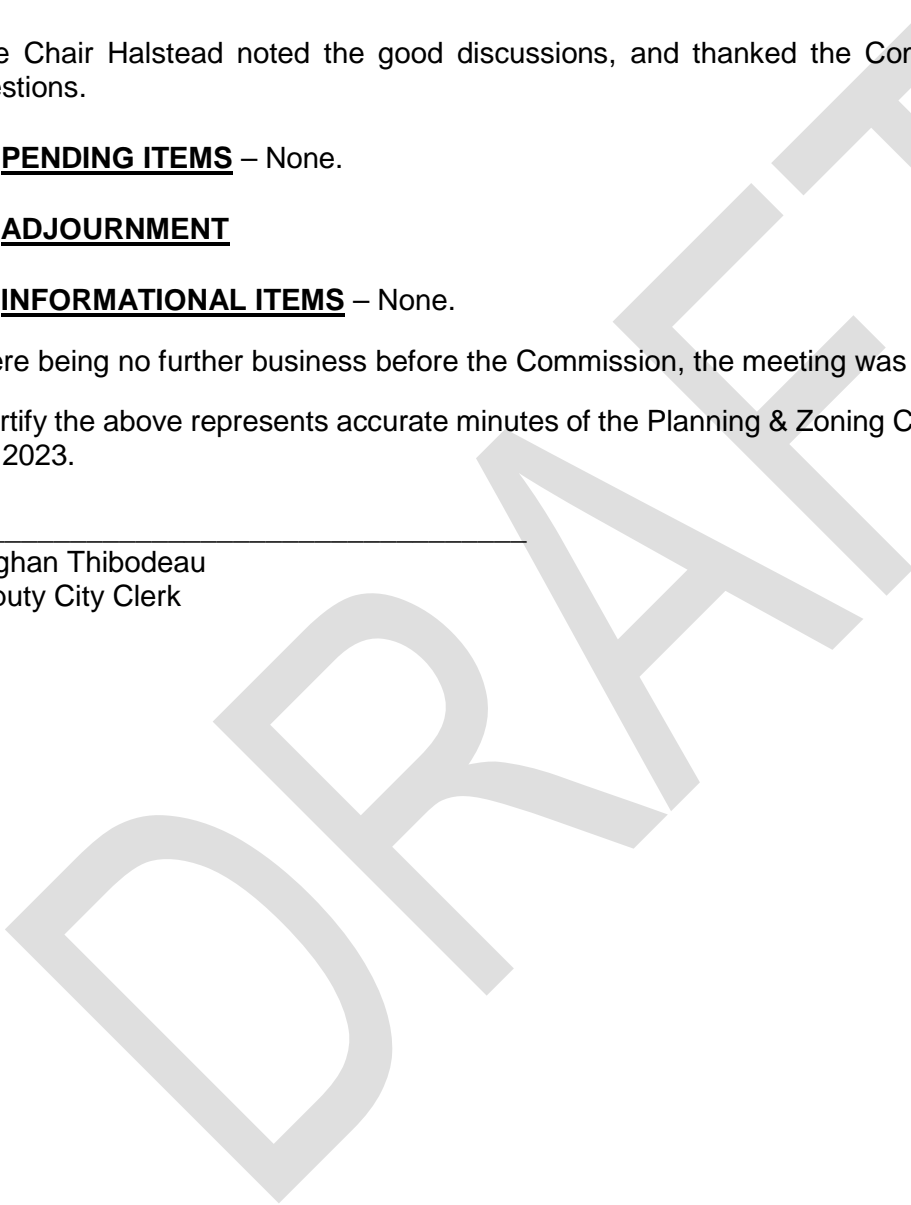 e Chair Halstead noted the good discussions, and thanked the Com
estions.
PENDING ITEMS – None.
ADJOURNMENT
INFORMATIONAL ITEMS – None.
ere being no further business before the Commission, the meeting was
rtify the above represents accurate minutes of the Planning & Zoning C
2023.
ghan Thibodeau
outy City Clerk
DRAFT